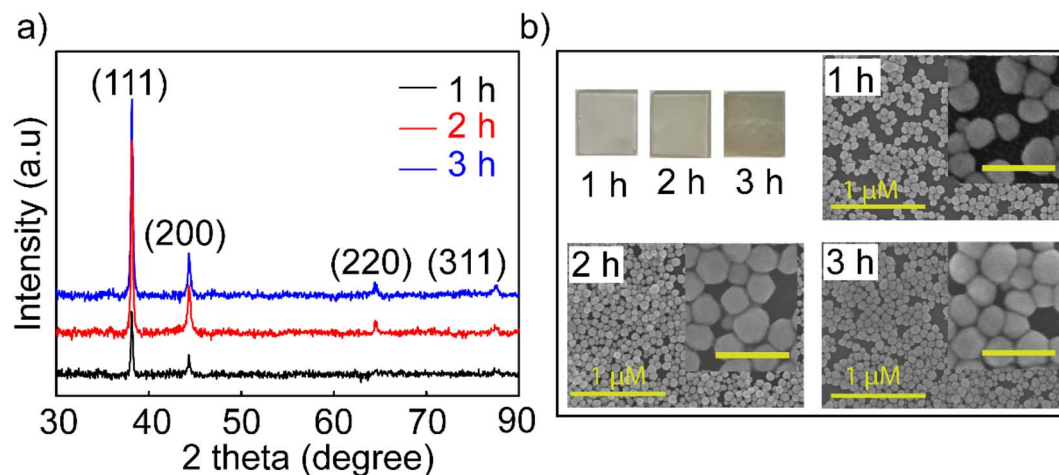 a)
Intensity (a.u)
(111)
(200)
(220)
(311)
1 h
2 h
3 h
30 40 50 60 70 80 90
2 theta (degree)
b)
1 h 2 h 3 h
1 h
1 µM
2 h
1 µM
3 h
1 µM